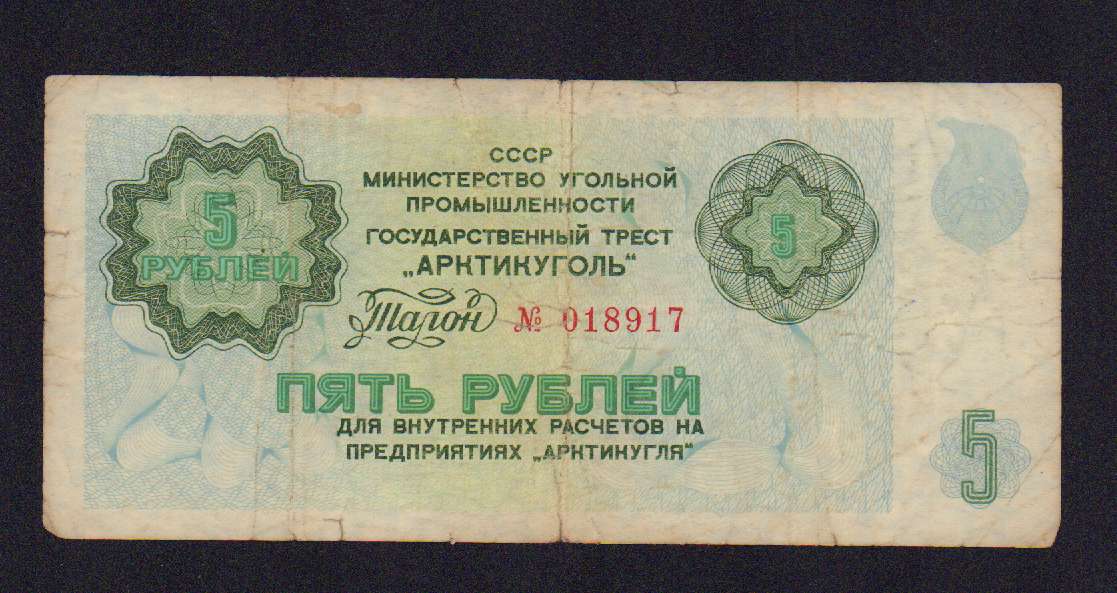 5
РУБЛЕЙ
СССР
МИНИСТЕРСТВО УГОЛЬНОЙ
ПРОМЫШЛЕННОСТИ
ГОСУДАРСТВЕННЫЙ ТРЕСТ
„АРКТИКУГОЛЬ“
Талон № 018917
5
ПЯТЬ РУБЛЕЙ
ДЛЯ ВНУТРЕННИХ РАСЧЕТОВ НА
ПРЕДПРИЯТИЯХ „АРКТИКУГЛЯ“
5